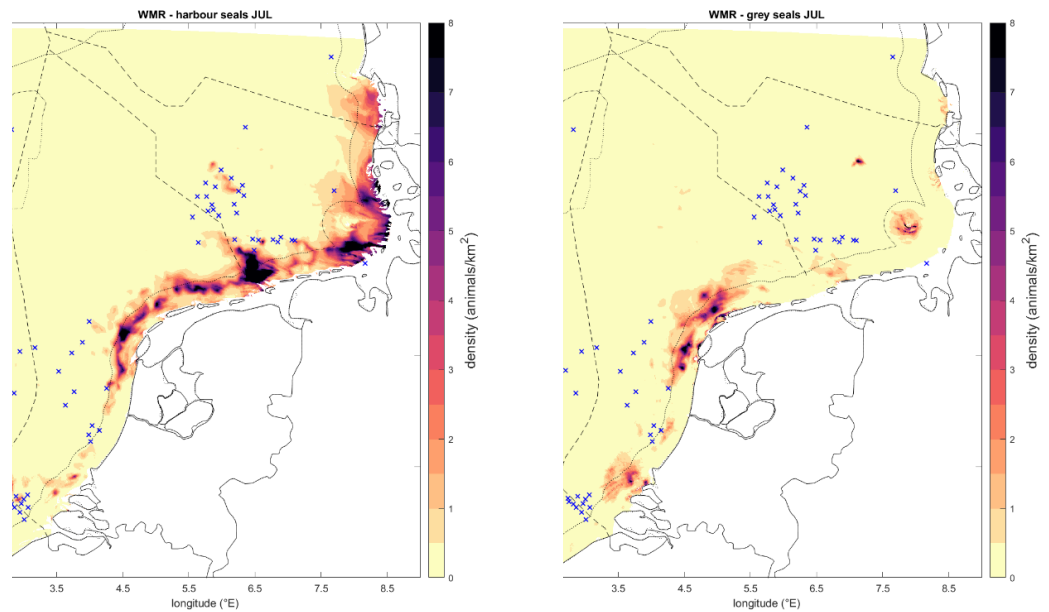 WMR - harbour seals JUL
8
7
6
5
4
3
2
1
0
density (animals/km²)
3.5 4.5 5.5 6.5 7.5 8.5
longitude (°E)
WMR - grey seals JUL
8
7
6
5
4
3
2
1
0
density (animals/km²)
3.5 4.5 5.5 6.5 7.5 8.5
longitude (°E)